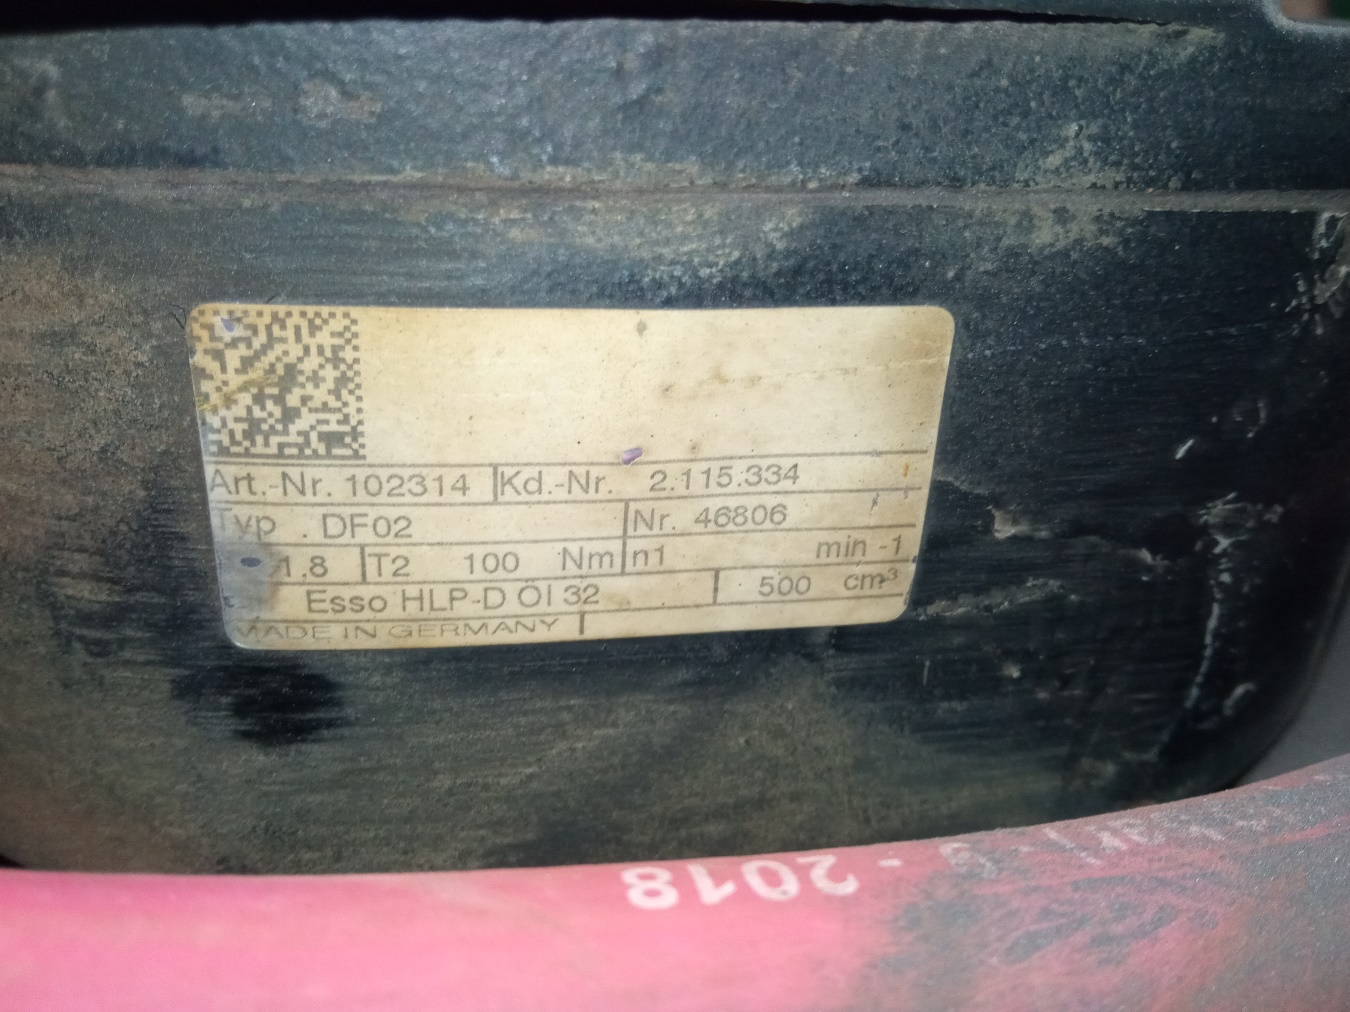 Art.-Nr. 102314 Kd.-Nr. 2.115.334
Typ . DF02 Nr. 46806
1,8 T2 100 Nm n1 min -1
Esso HLP-D Öl 32 500 cm³
MADE IN GERMANY
2018